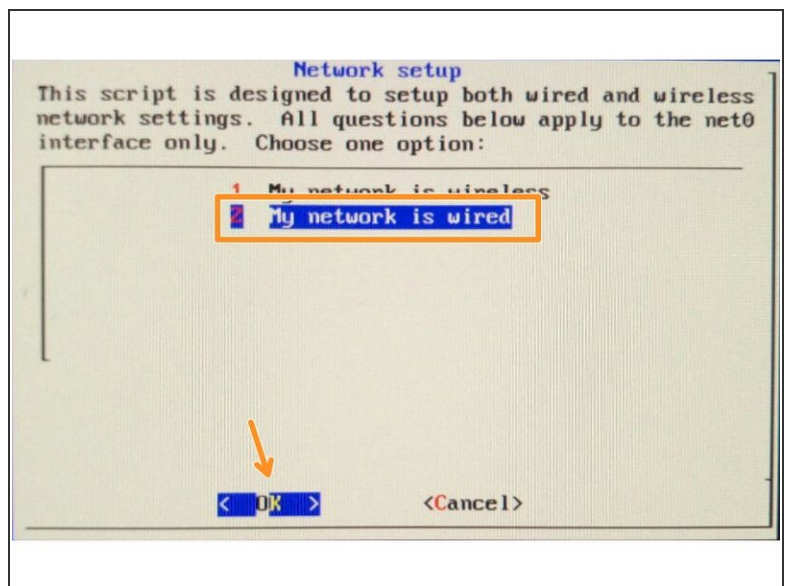 Network setup
This script is designed to setup both wired and wireless
network settings.  All questions below apply to the net0
interface only.  Choose one option:
1  My network is wireless
2  My network is wired
<  OK  >
<Cancel>